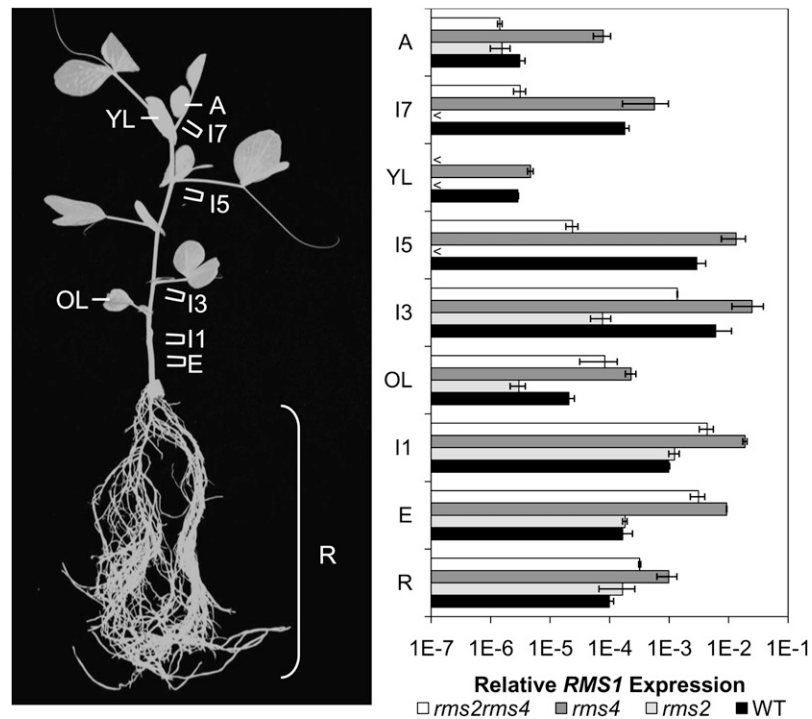 A
YL
I7
I5
OL
I3
I1
E
R
A
<
I7
<
YL
<
I5
<
I3
OL
I1
E
R
1E-7 1E-6 1E-5 1E-4 1E-3 1E-2 1E-1
Relative RMS1 Expression
rms2rms4 rms4 rms2 WT